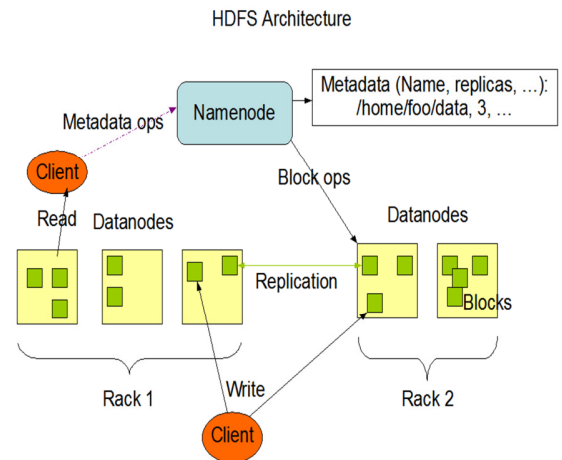 HDFS Architecture
Metadata (Name, replicas, …):
/home/foo/data, 3, …
Namenode
Metadata ops
Client
Block ops
Read
Datanodes
Datanodes
Replication
Blocks
Rack 1
Write
Rack 2
Client